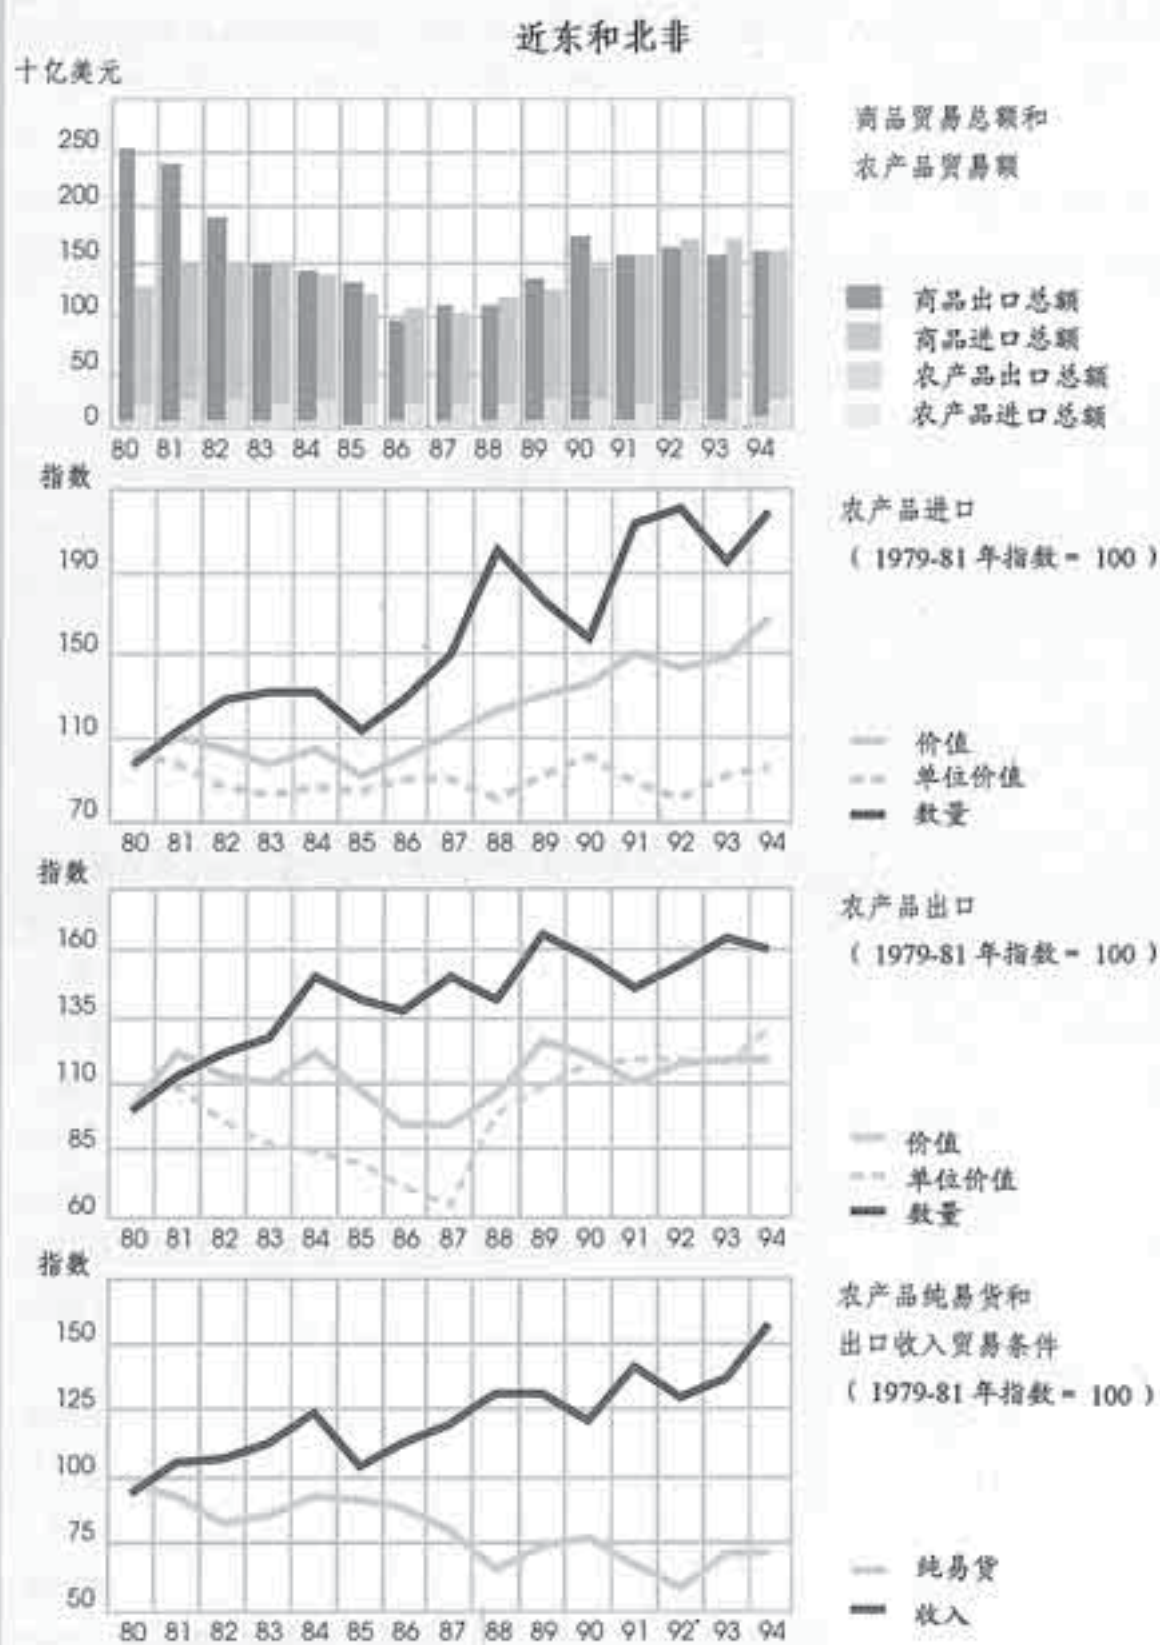 近东和北非
十亿美元
250
200
150
100
50
0
80 81 82 83 84 85 86 87 88 89 90 91 92 93 94
商品贸易总额和
农产品贸易额
商品出口总额
商品进口总额
农产品出口总额
农产品进口总额
指数
190
150
110
70
80 81 82 83 84 85 86 87 88 89 90 91 92 93 94
农产品进口
( 1979-81 年指数 = 100 )
价值
单位价值
数量
指数
160
135
110
85
60
80 81 82 83 84 85 86 87 88 89 90 91 92 93 94
农产品出口
( 1979-81 年指数 = 100 )
价值
单位价值
数量
指数
150
125
100
75
50
80 81 82 83 84 85 86 87 88 89 90 91 92 93 94
农产品纯易货和
出口收入贸易条件
( 1979-81 年指数 = 100 )
纯易货
收入